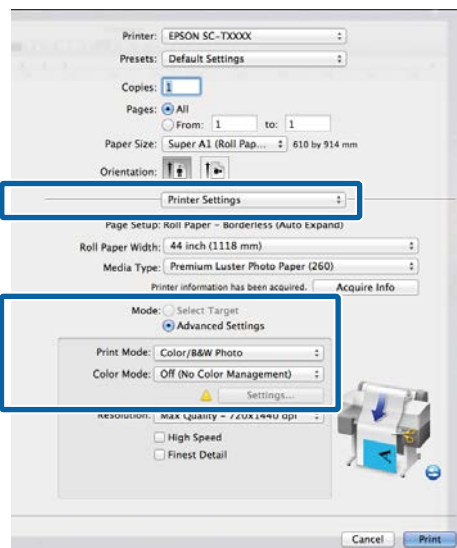 Printer: EPSON SC-TXXXX
Presets: Default Settings
Copies: 1
Pages: All
From: 1 to: 1
Paper Size: Super A1 (Roll Pap... 610 by 914 mm
Orientation:
Printer Settings
Page Setup: Roll Paper - Borderless (Auto Expand)
Roll Paper Width: 44 inch (1118 mm)
Media Type: Premium Luster Photo Paper (260)
Printer information has been acquired. Acquire Info
Mode: Select Target
Advanced Settings
Print Mode: Color/B&W Photo
Color Mode: Off (No Color Management)
Settings...
Resolution: Max Quality - 720x1440 dpi
High Speed
Finest Detail
A
Cancel Print